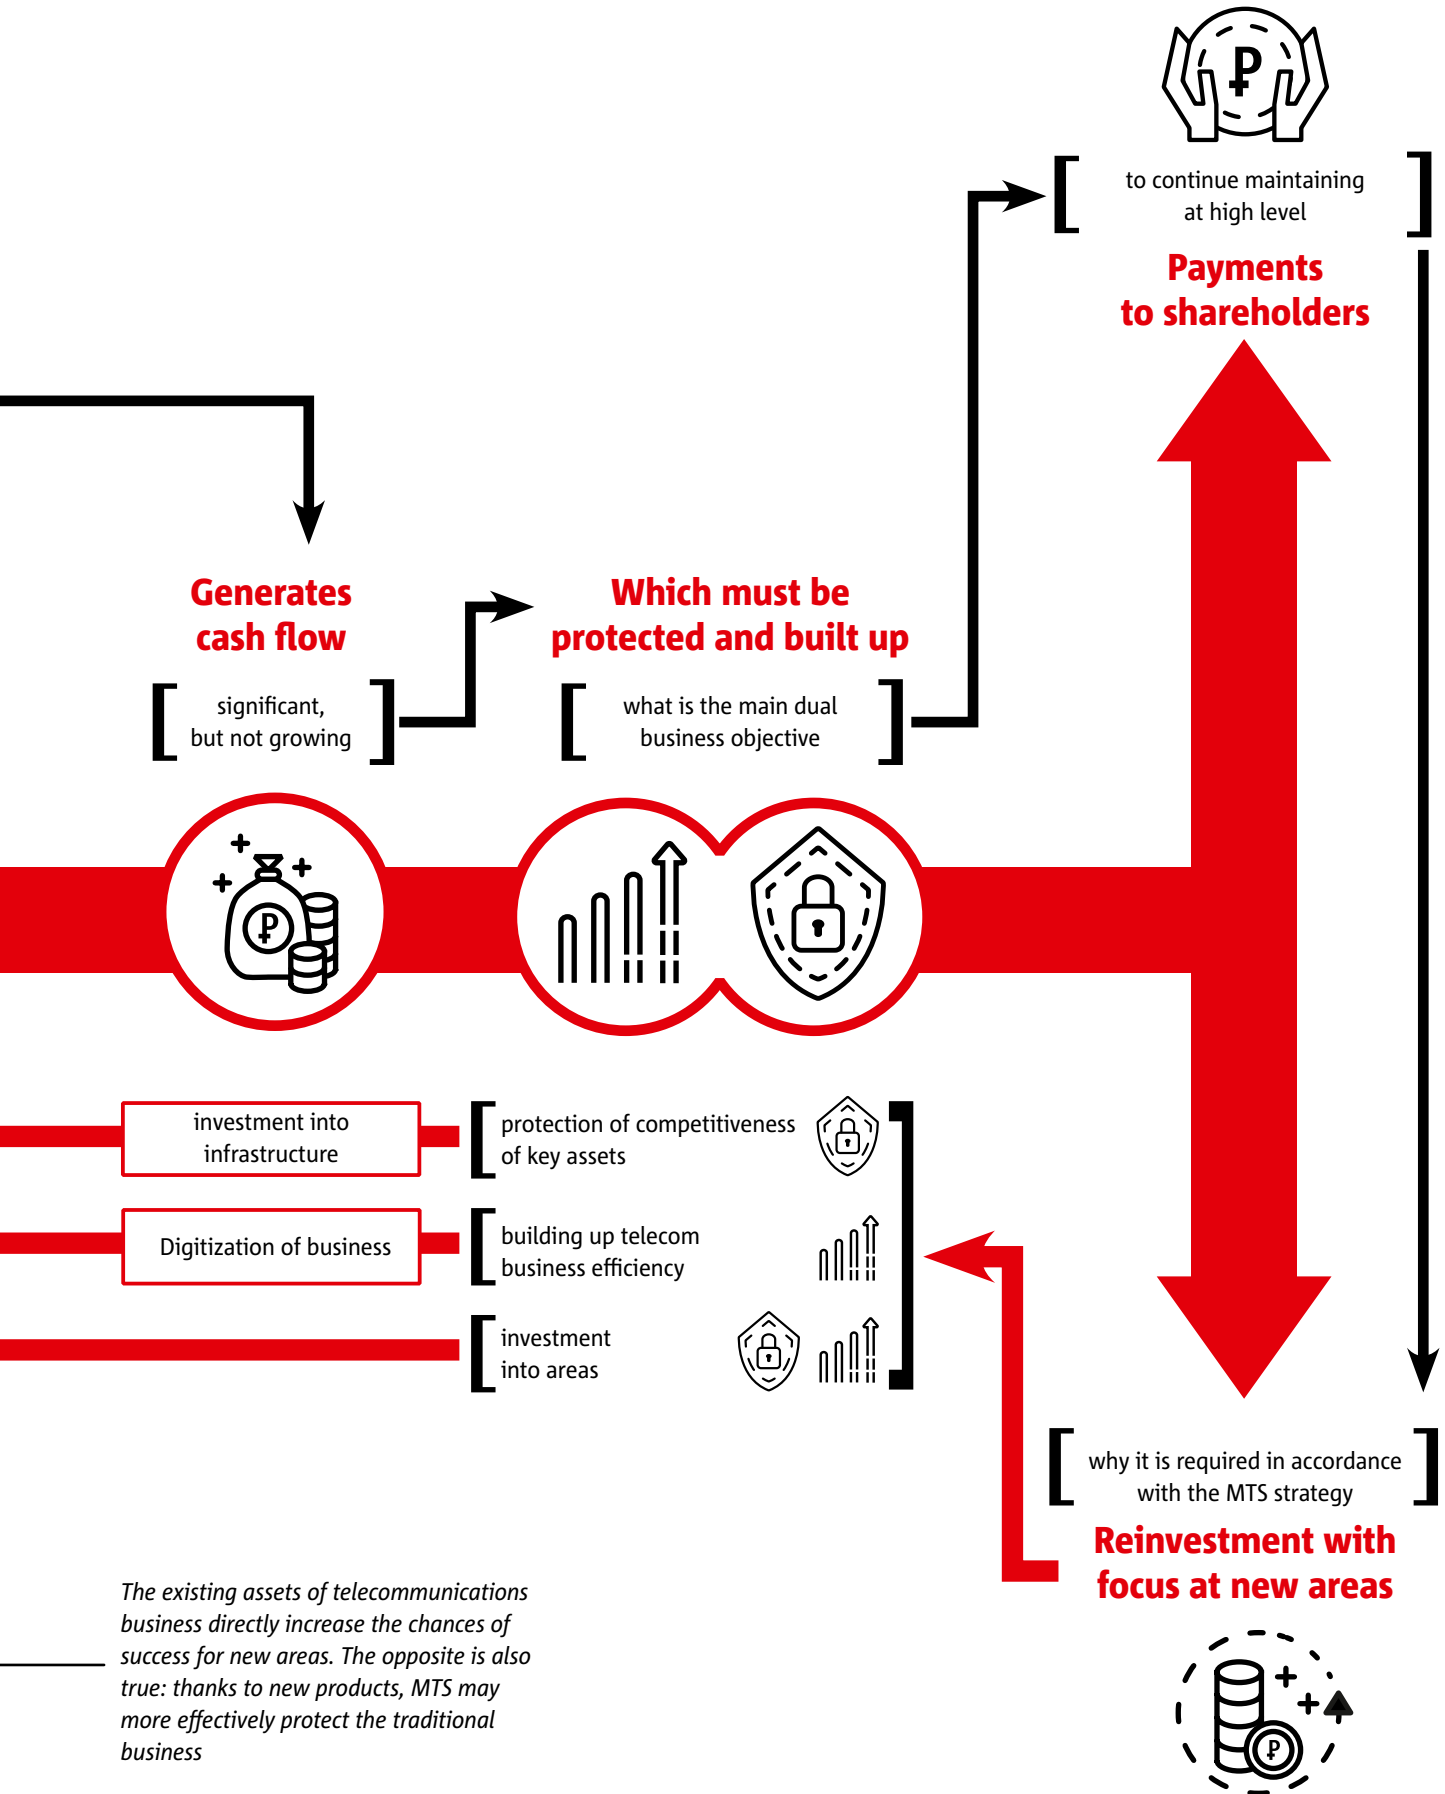 to continue maintaining
at high level
Payments
to shareholders
Generates
cash flow
significant,
but not growing
Which must be
protected and built up
what is the main dual
business objective
investment into
infrastructure
protection of competitiveness
of key assets
Digitization of business
building up telecom
business efficiency
investment
into areas
why it is required in accordance
with the MTS strategy
Reinvestment with
focus at new areas
The existing assets of telecommunications
business directly increase the chances of
success for new areas. The opposite is also
true: thanks to new products, MTS may
more effectively protect the traditional
business